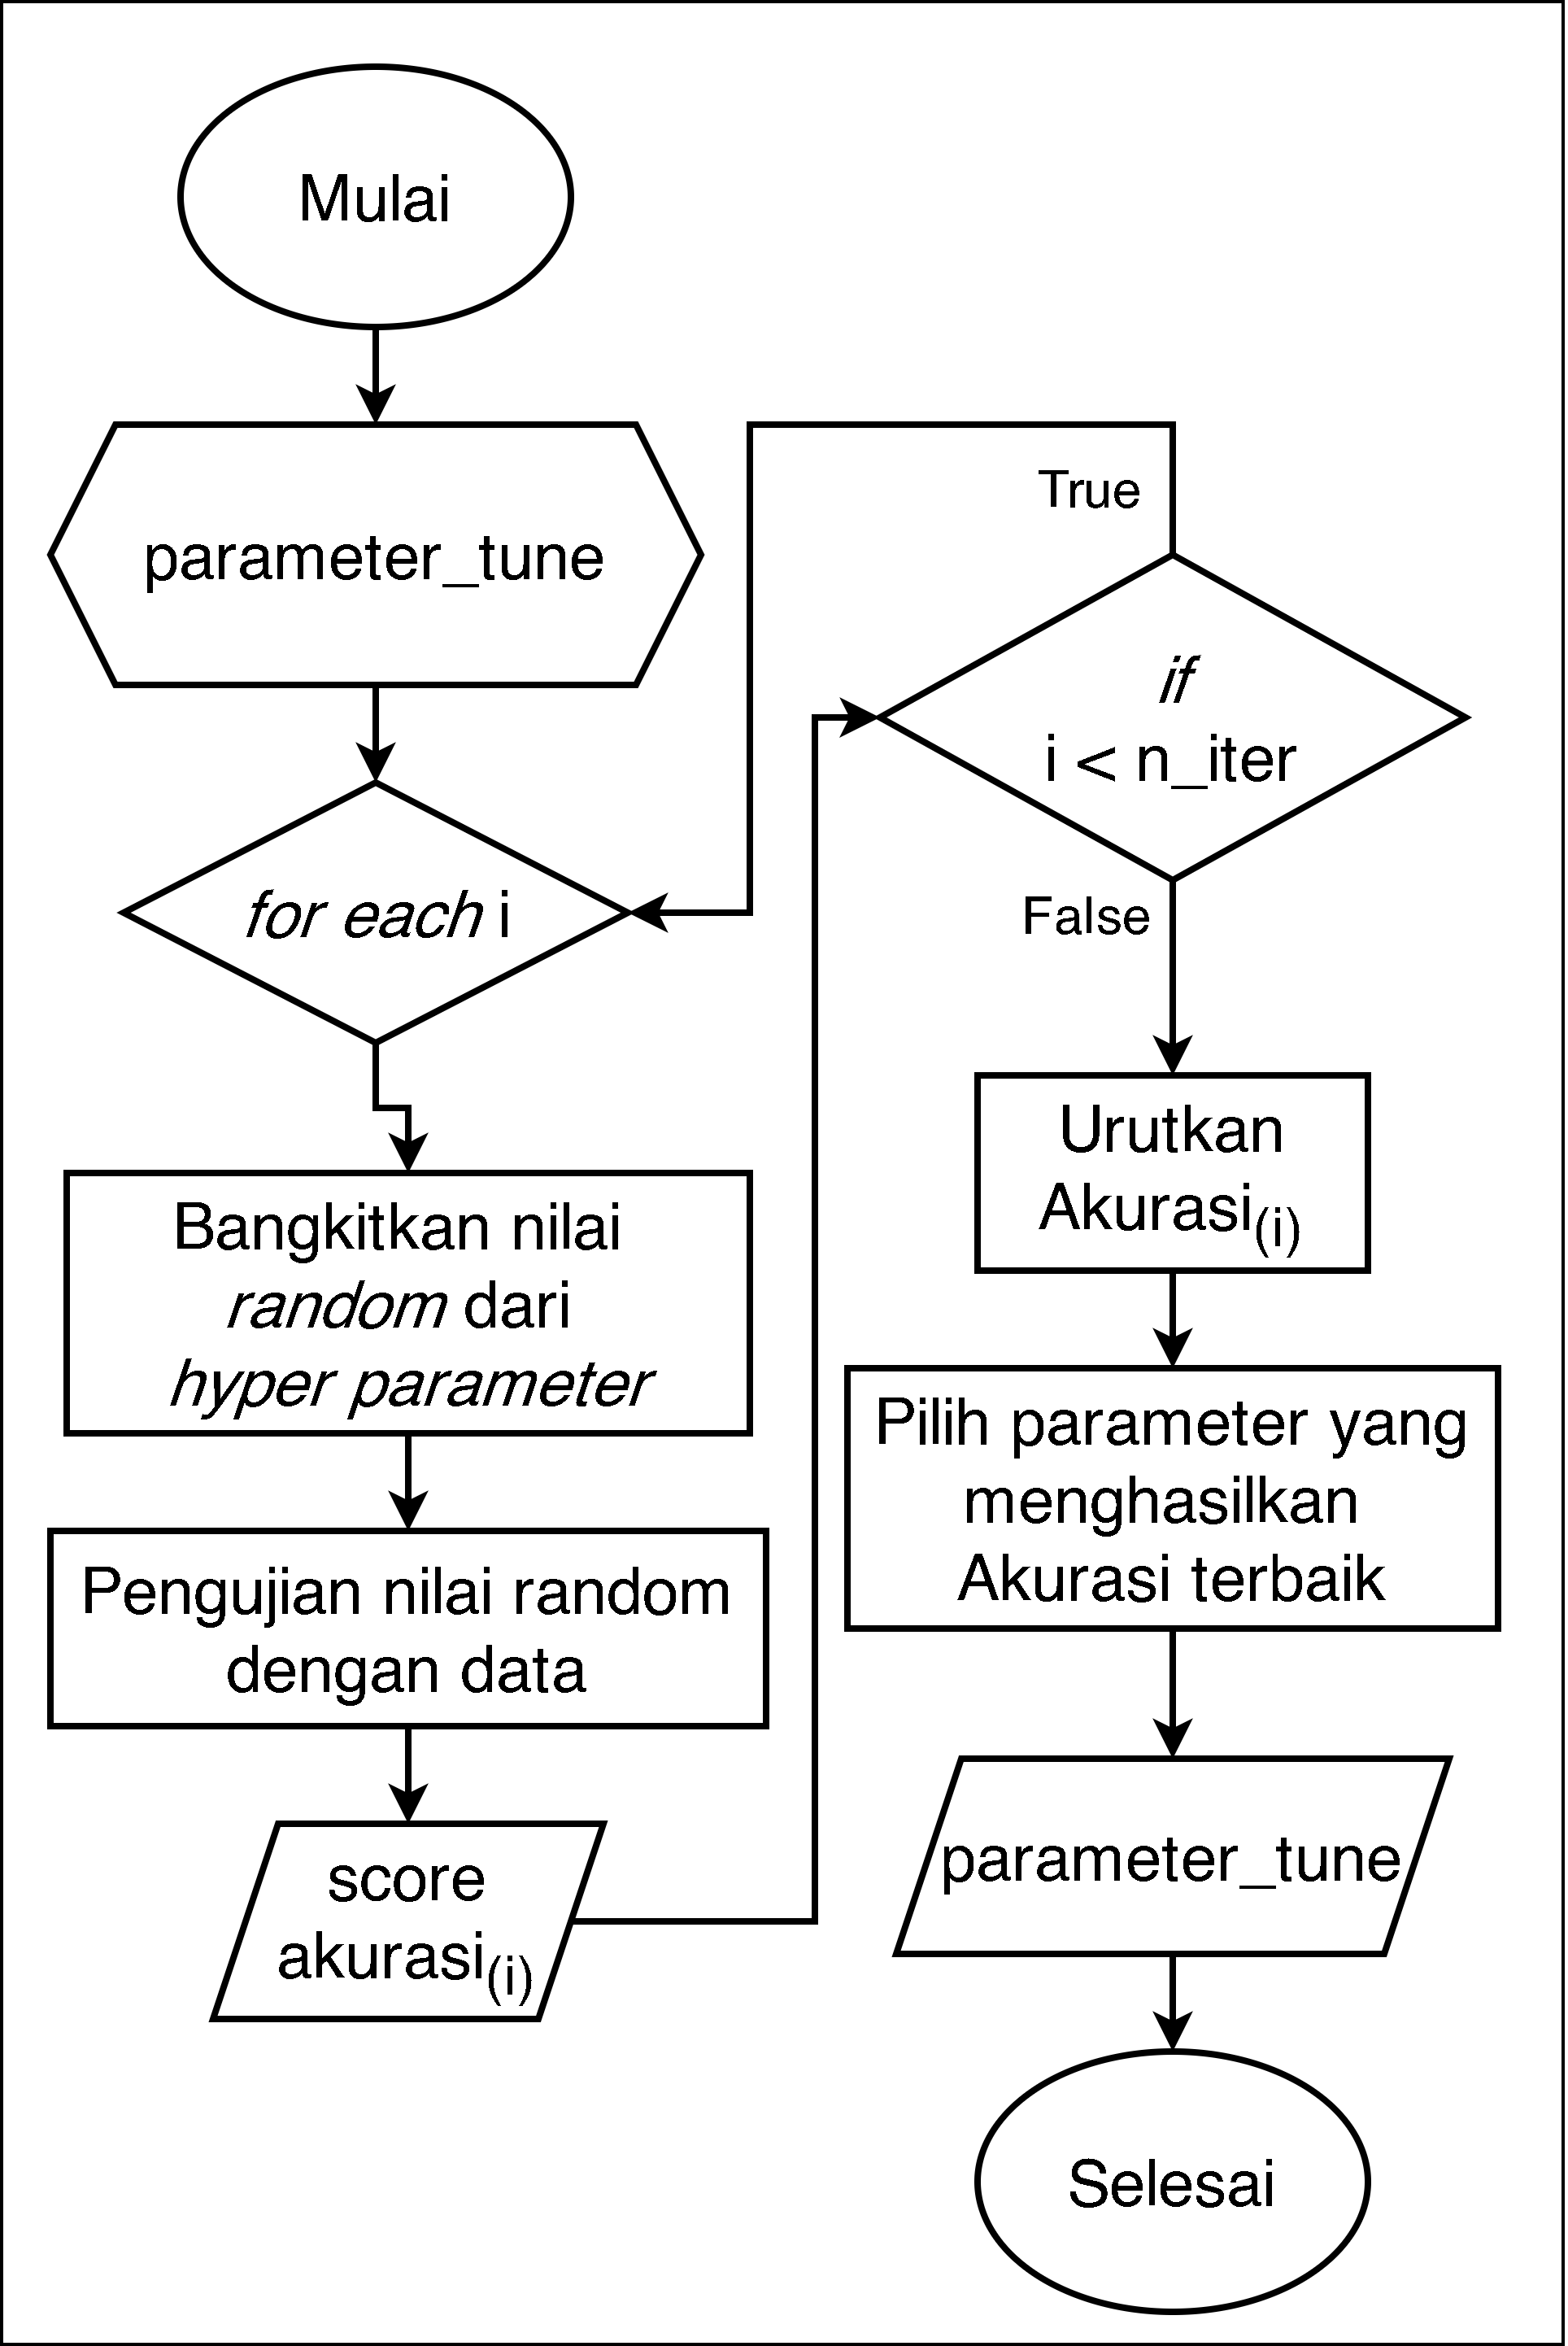 Mulai
parameter_tune
for each i
Bangkitkan nilai
random dari
hyper parameter
Pengujian nilai random
dengan data
score
akurasi(i)
True
if
i < n_iter
False
Urutkan
Akurasi(i)
Pilih parameter yang
menghasilkan
Akurasi terbaik
parameter_tune
Selesai